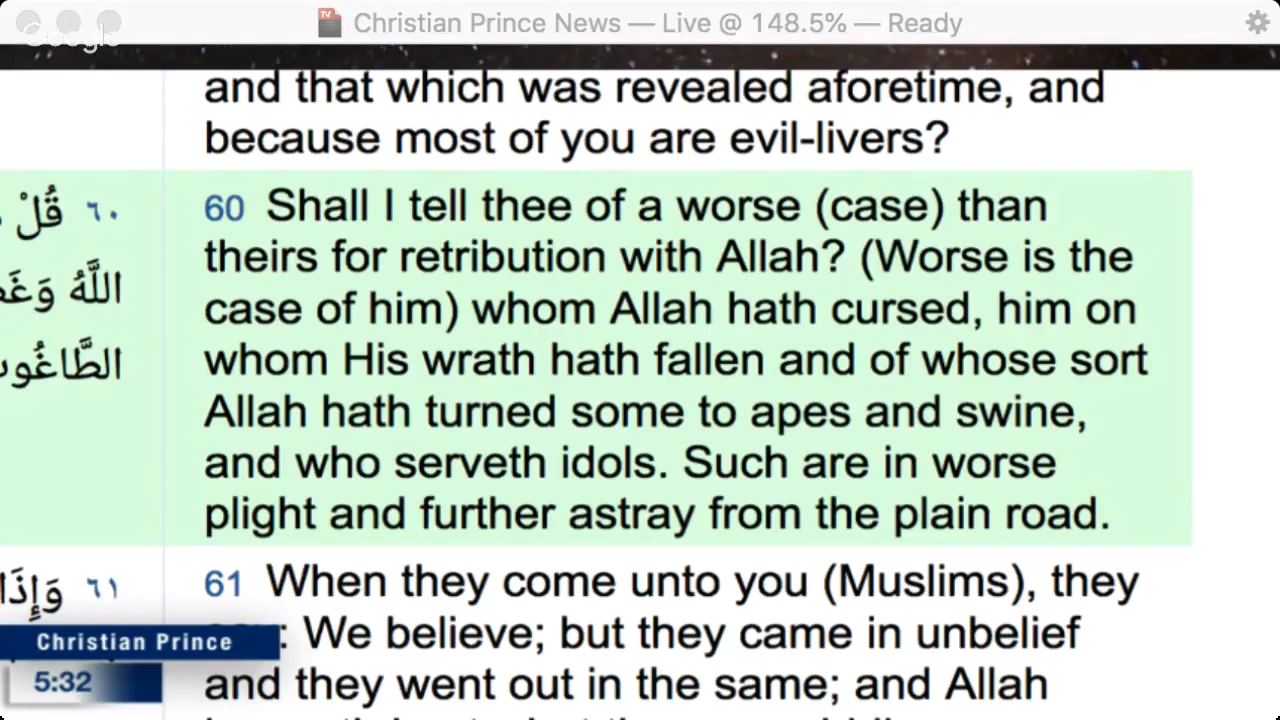 Christian Prince News — Live @ 148.5% — Ready
Google
and that which was revealed aforetime, and
because most of you are evil-livers?
٦٠ قُلْ
60 Shall I tell thee of a worse (case) than
theirs for retribution with Allah? (Worse is the
اللَّهُ
case of him) whom Allah hath cursed, him on
whom His wrath hath fallen and of whose sort
Allah hath turned some to apes and swine,
and who serveth idols. Such are in worse
plight and further astray from the plain road.
٦١ وَإِذَا
61 When they come unto you (Muslims), they
: We believe; but they came in unbelief
Christian Prince
and they went out in the same; and Allah
5:32